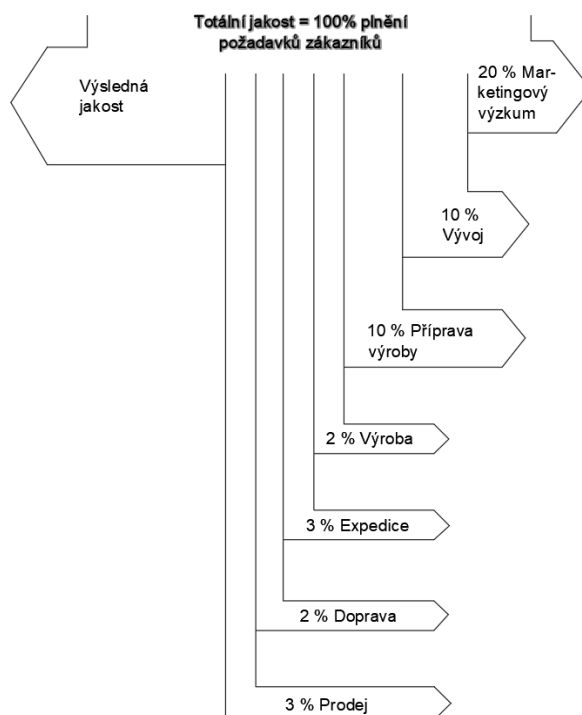 Totální jakost = 100% plnění
požadavků zákazníků
Výsledná
jakost
20 % Mar-
ketingový
výzkum
10 %
Vývoj
10 % Příprava
výroby
2 % Výroba
3 % Expedice
2 % Doprava
3 % Prodej